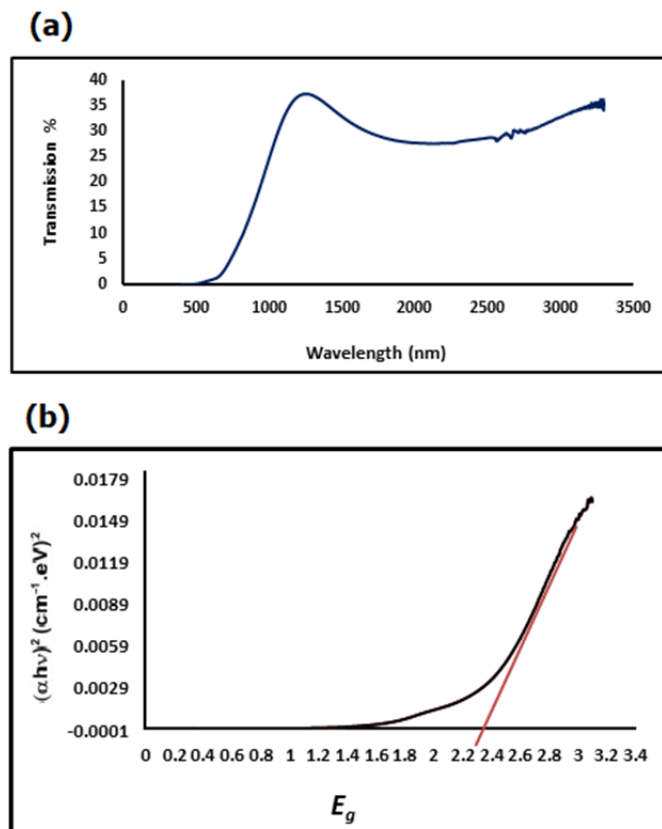 (a)
40
35
30
25
20
15
10
5
0
Transmission %
0 500 1000 1500 2000 2500 3000 3500
Wavelength (nm)
(b)
0.0179
0.0149
0.0119
0.0089
0.0059
0.0029
-0.0001
(αhν)² (cm⁻¹.eV)²
0 0.2 0.4 0.6 0.8 1 1.2 1.4 1.6 1.8 2 2.2 2.4 2.6 2.8 3 3.2 3.4
E_g